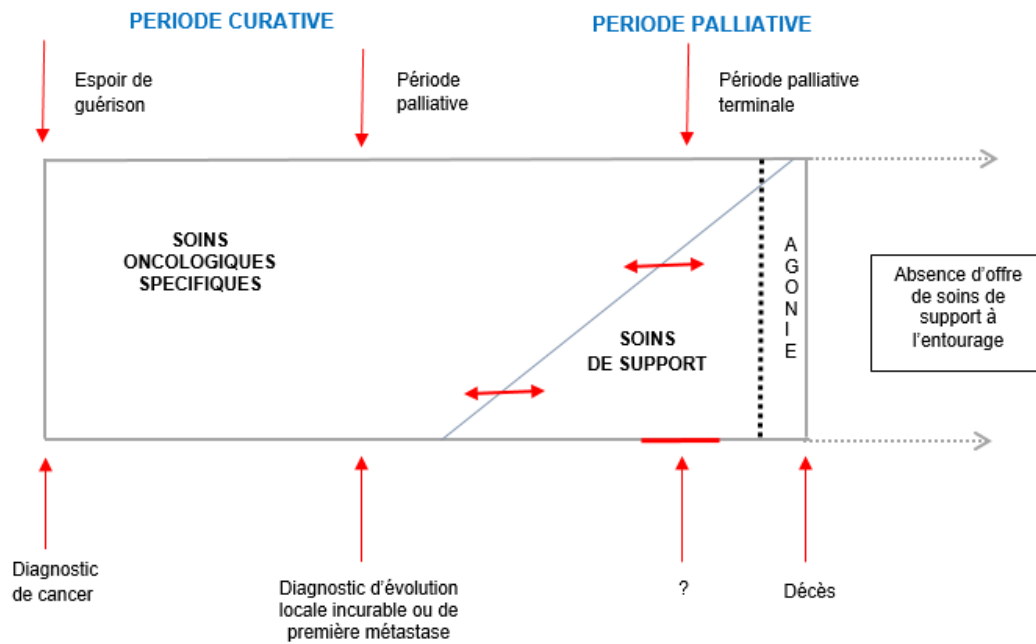 PERIODE CURATIVE
PERIODE PALLIATIVE
Espoir de
guérison
Période
palliative
Période palliative
terminale
SOINS
ONCOLOGIQUES
SPECIFIQUES
SOINS
DE SUPPORT
A
G
O
N
I
E
Absence d'offre
de soins de
support à
l'entourage
Diagnostic
de cancer
Diagnostic d'évolution
locale incurable ou de
première métastase
?
Décès